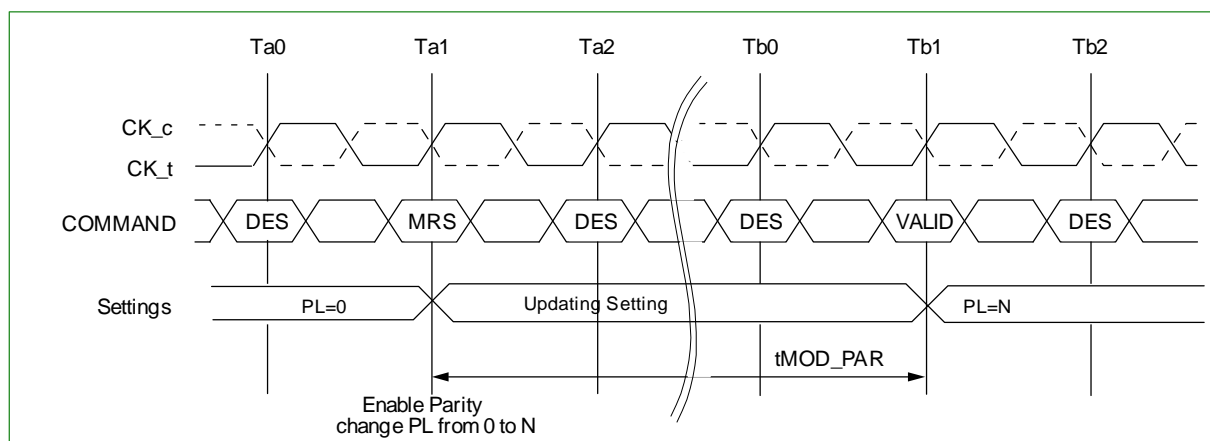 Ta0 Ta1 Ta2 Tb0 Tb1 Tb2
CK_c
CK_t
COMMAND DES MRS DES DES VALID DES
Settings PL=0 Updating Setting PL=N
tMOD_PAR
Enable Parity
change PL from 0 to N